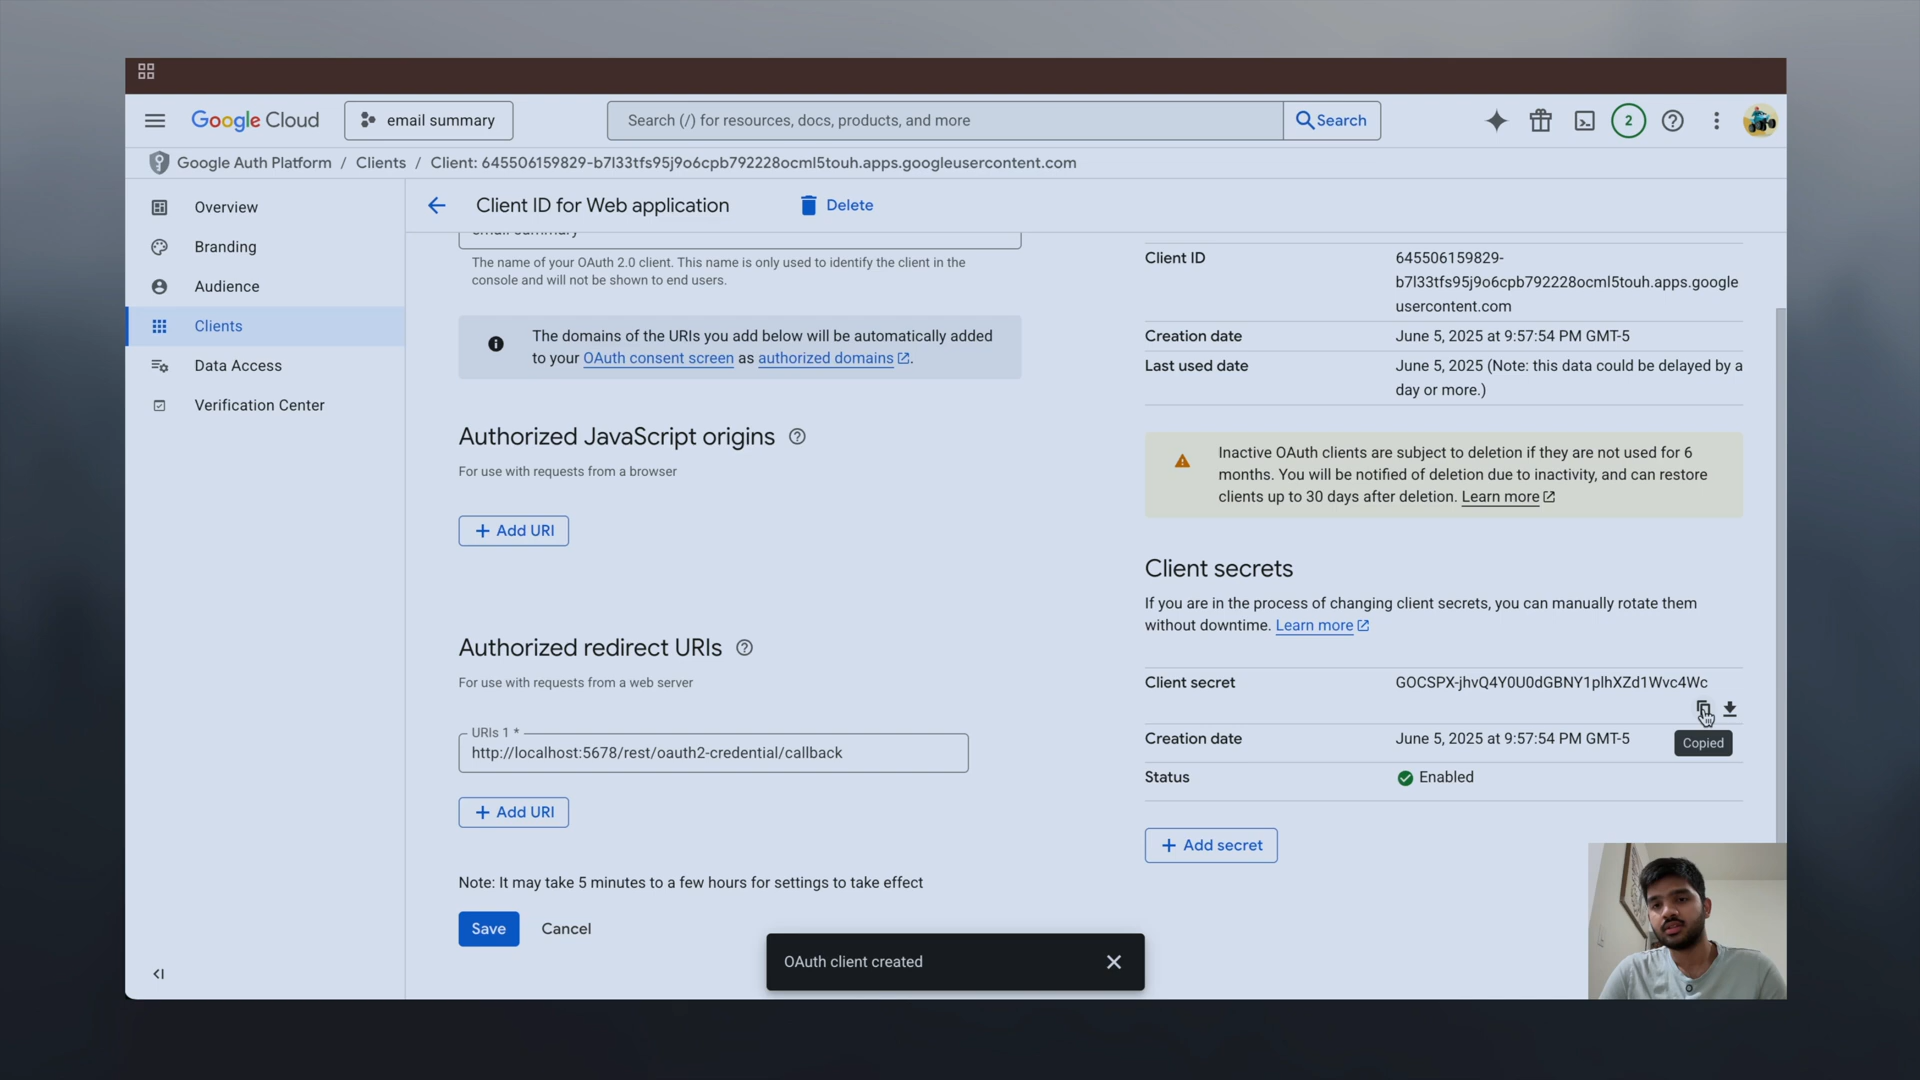 Google Cloud
email summary
Search (/) for resources, docs, products, and more
Search
2
Google Auth Platform / Clients / Client: 645506159829-b7l33tfs95j9o6cpb792228ocml5touh.apps.googleusercontent.com
Overview
Branding
Audience
Clients
Data Access
Verification Center
Client ID for Web application
Delete
email summary
The name of your OAuth 2.0 client. This name is only used to identify the client in the
console and will not be shown to end users.
The domains of the URIs you add below will be automatically added
to your OAuth consent screen as authorized domains.
Authorized JavaScript origins
For use with requests from a browser
+ Add URI
Authorized redirect URIs
For use with requests from a web server
URIs 1 *
http://localhost:5678/rest/oauth2-credential/callback
+ Add URI
Note: It may take 5 minutes to a few hours for settings to take effect
Save
Cancel
Client ID
645506159829-
b7l33tfs95j9o6cpb792228ocml5touh.apps.google
usercontent.com
Creation date
June 5, 2025 at 9:57:54 PM GMT-5
Last used date
June 5, 2025 (Note: this data could be delayed by a
day or more.)
Inactive OAuth clients are subject to deletion if they are not used for 6
months. You will be notified of deletion due to inactivity, and can restore
clients up to 30 days after deletion. Learn more
Client secrets
If you are in the process of changing client secrets, you can manually rotate them
without downtime. Learn more
Client secret
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
Creation date
June 5, 2025 at 9:57:54 PM GMT-5
Copied
Status
Enabled
+ Add secret
OAuth client created